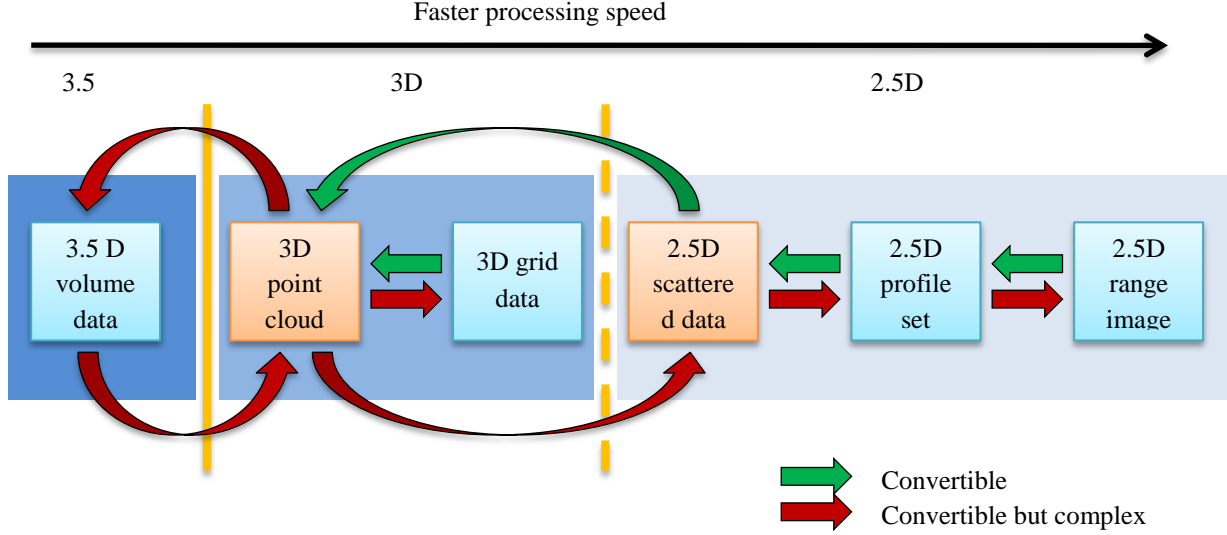 Faster processing speed
3.5
3D
2.5D
3.5 D
volume
data
3D
point
cloud
3D grid
data
2.5D
scattere
d data
2.5D
profile
set
2.5D
range
image
Convertible
Convertible but complex